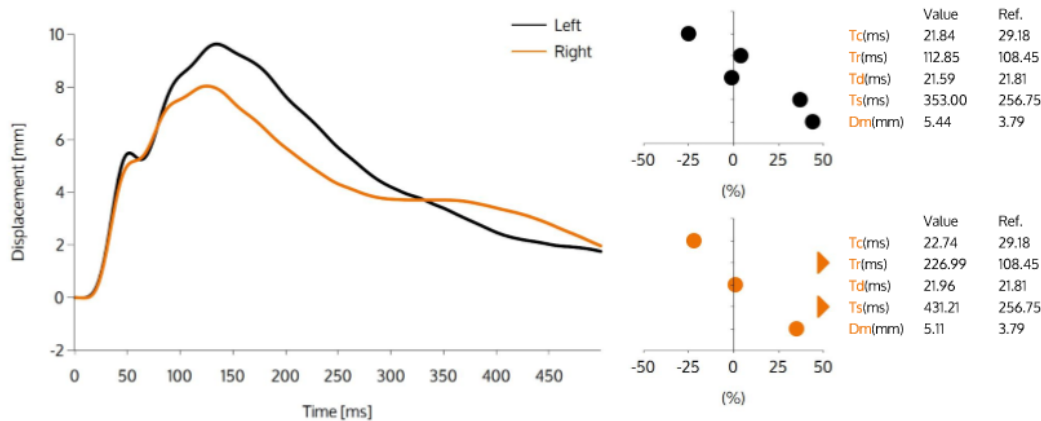 Displacement [mm]
10
8
6
4
2
0
-2
0 50 100 150 200 250 300 350 400 450
Time [ms]
Left
Right
Value Ref.
Tc(ms) 21.84 29.18
Tr(ms) 112.85 108.45
Td(ms) 21.59 21.81
Ts(ms) 353.00 256.75
Dm(mm) 5.44 3.79
-50 -25 0 25 50
(%)
Value Ref.
Tc(ms) 22.74 29.18
Tr(ms) 226.99 108.45
Td(ms) 21.96 21.81
Ts(ms) 431.21 256.75
Dm(mm) 5.11 3.79
-50 -25 0 25 50
(%)